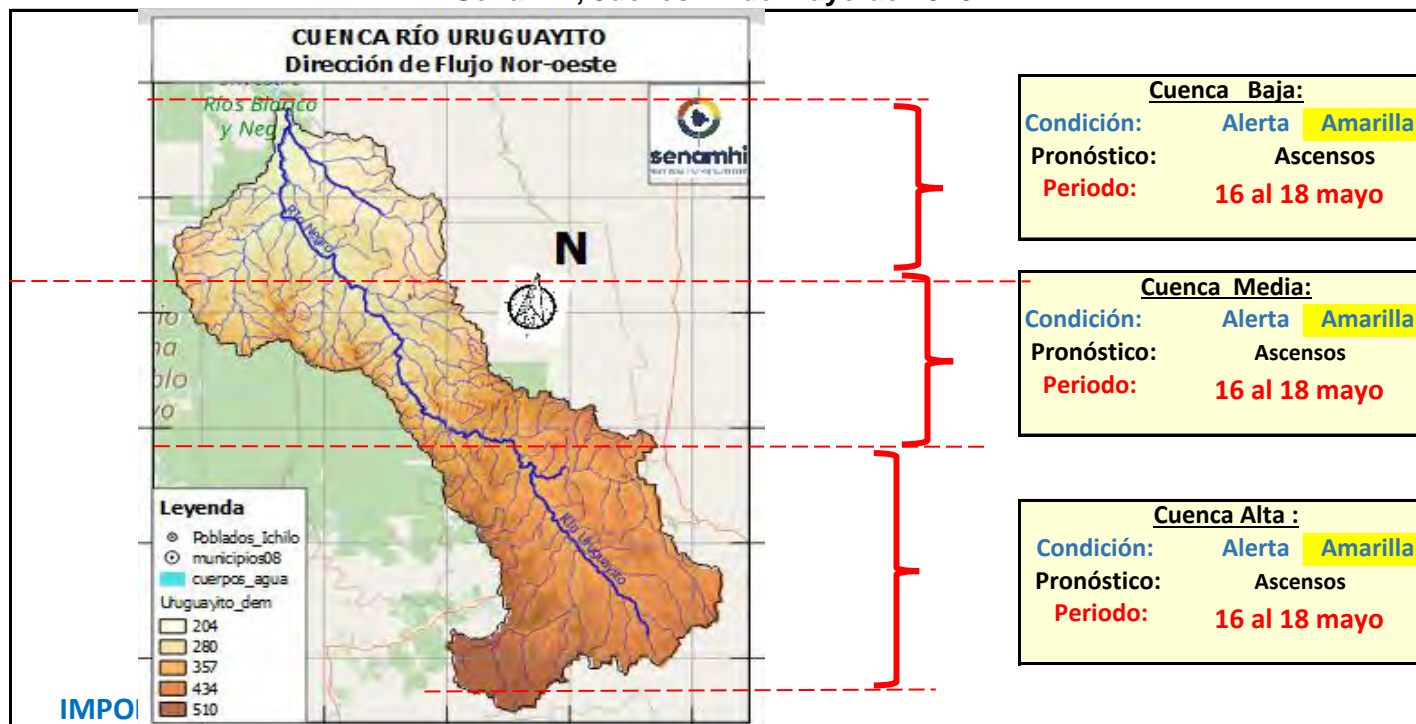 CUENCA RÍO URUGUAYITO
Dirección de Flujo Nor-oeste
Ríos Blanco
y Neg
senamhi
Río Negro
N
Río Uruguayito
Leyenda
Poblados_Ichilo
municipios08
cuerpos_agua
Uruguayito_dem
204
280
357
434
510
IMPO
Cuenca Baja:
Condición: Alerta Amarilla
Pronóstico: Ascensos
Periodo: 16 al 18 mayo
Cuenca Media:
Condición: Alerta Amarilla
Pronóstico: Ascensos
Periodo: 16 al 18 mayo
Cuenca Alta :
Condición: Alerta Amarilla
Pronóstico: Ascensos
Periodo: 16 al 18 mayo